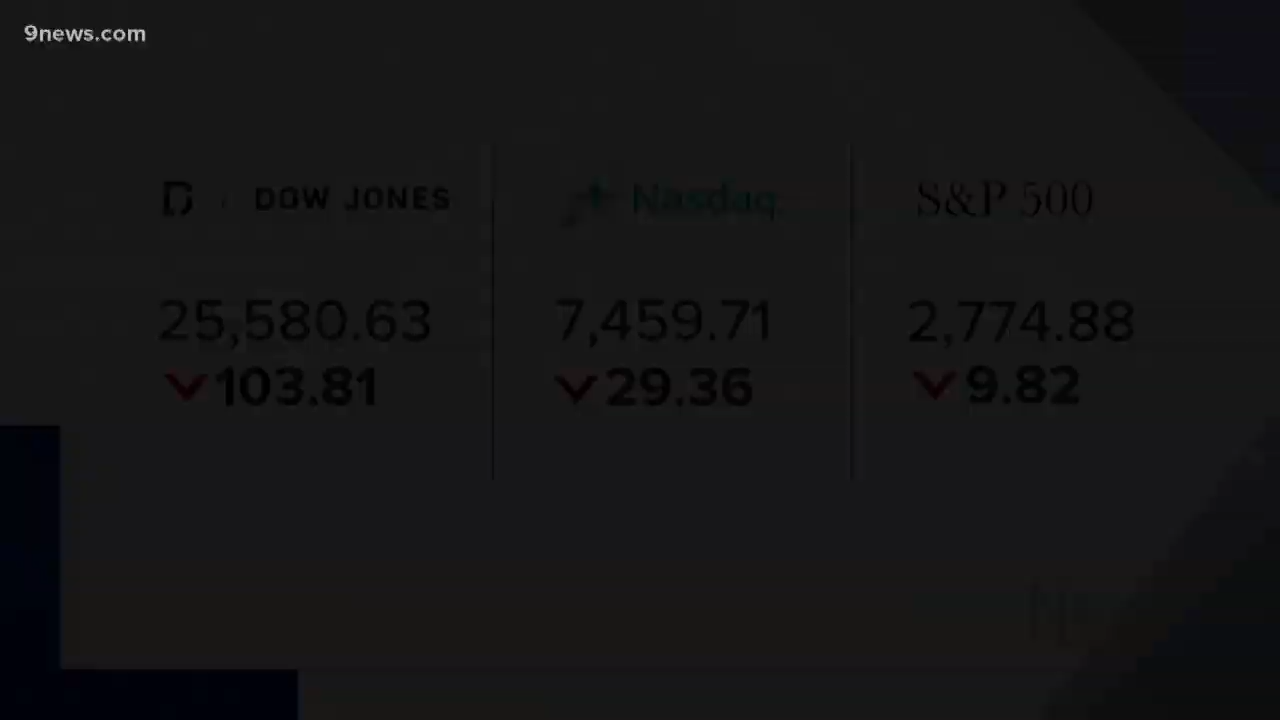 9news.com
D DOW JONES
Nasdaq
S&P 500
25,580.63
7,459.71
2,774.88
103.81
29.36
9.82